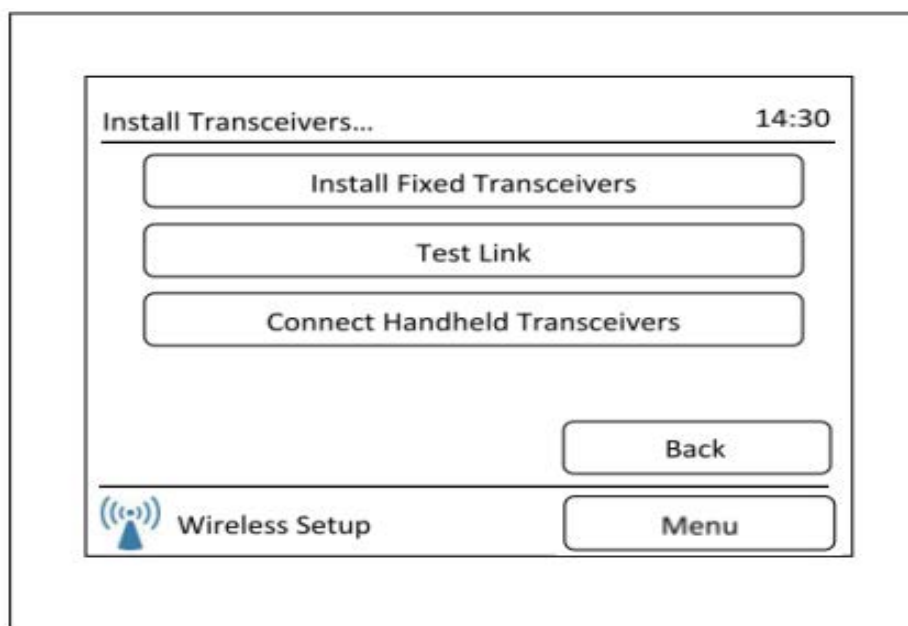 Install Transceivers... 14:30
Install Fixed Transceivers
Test Link
Connect Handheld Transceivers
Back
Wireless Setup Menu